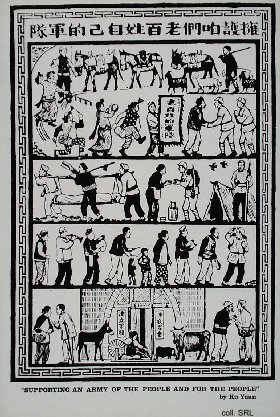 擁護咱們老百姓自己的軍隊
"SUPPORTING AN ARMY OF THE PEOPLE AND FOR THE PEOPLE"
by Ku Yuan
coll. SRL